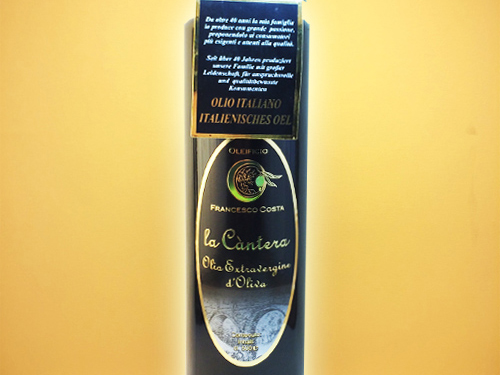 Da oltre 40 anni la mia famiglia
lo produce con grande passione,
proponendolo ai consumatori
più esigenti e attenti alla qualità.
Seit über 40 Jahren produziert
unsere Familie mit großer
Leidenschaft, für anspruchsvolle
und qualitätbewusste
Konsumenten
OLIO ITALIANO
ITALIENISCHES OEL
OLEIFICIO
FRANCESCO COSTA
la Càntera
Olio Extravergine
d'Oliva